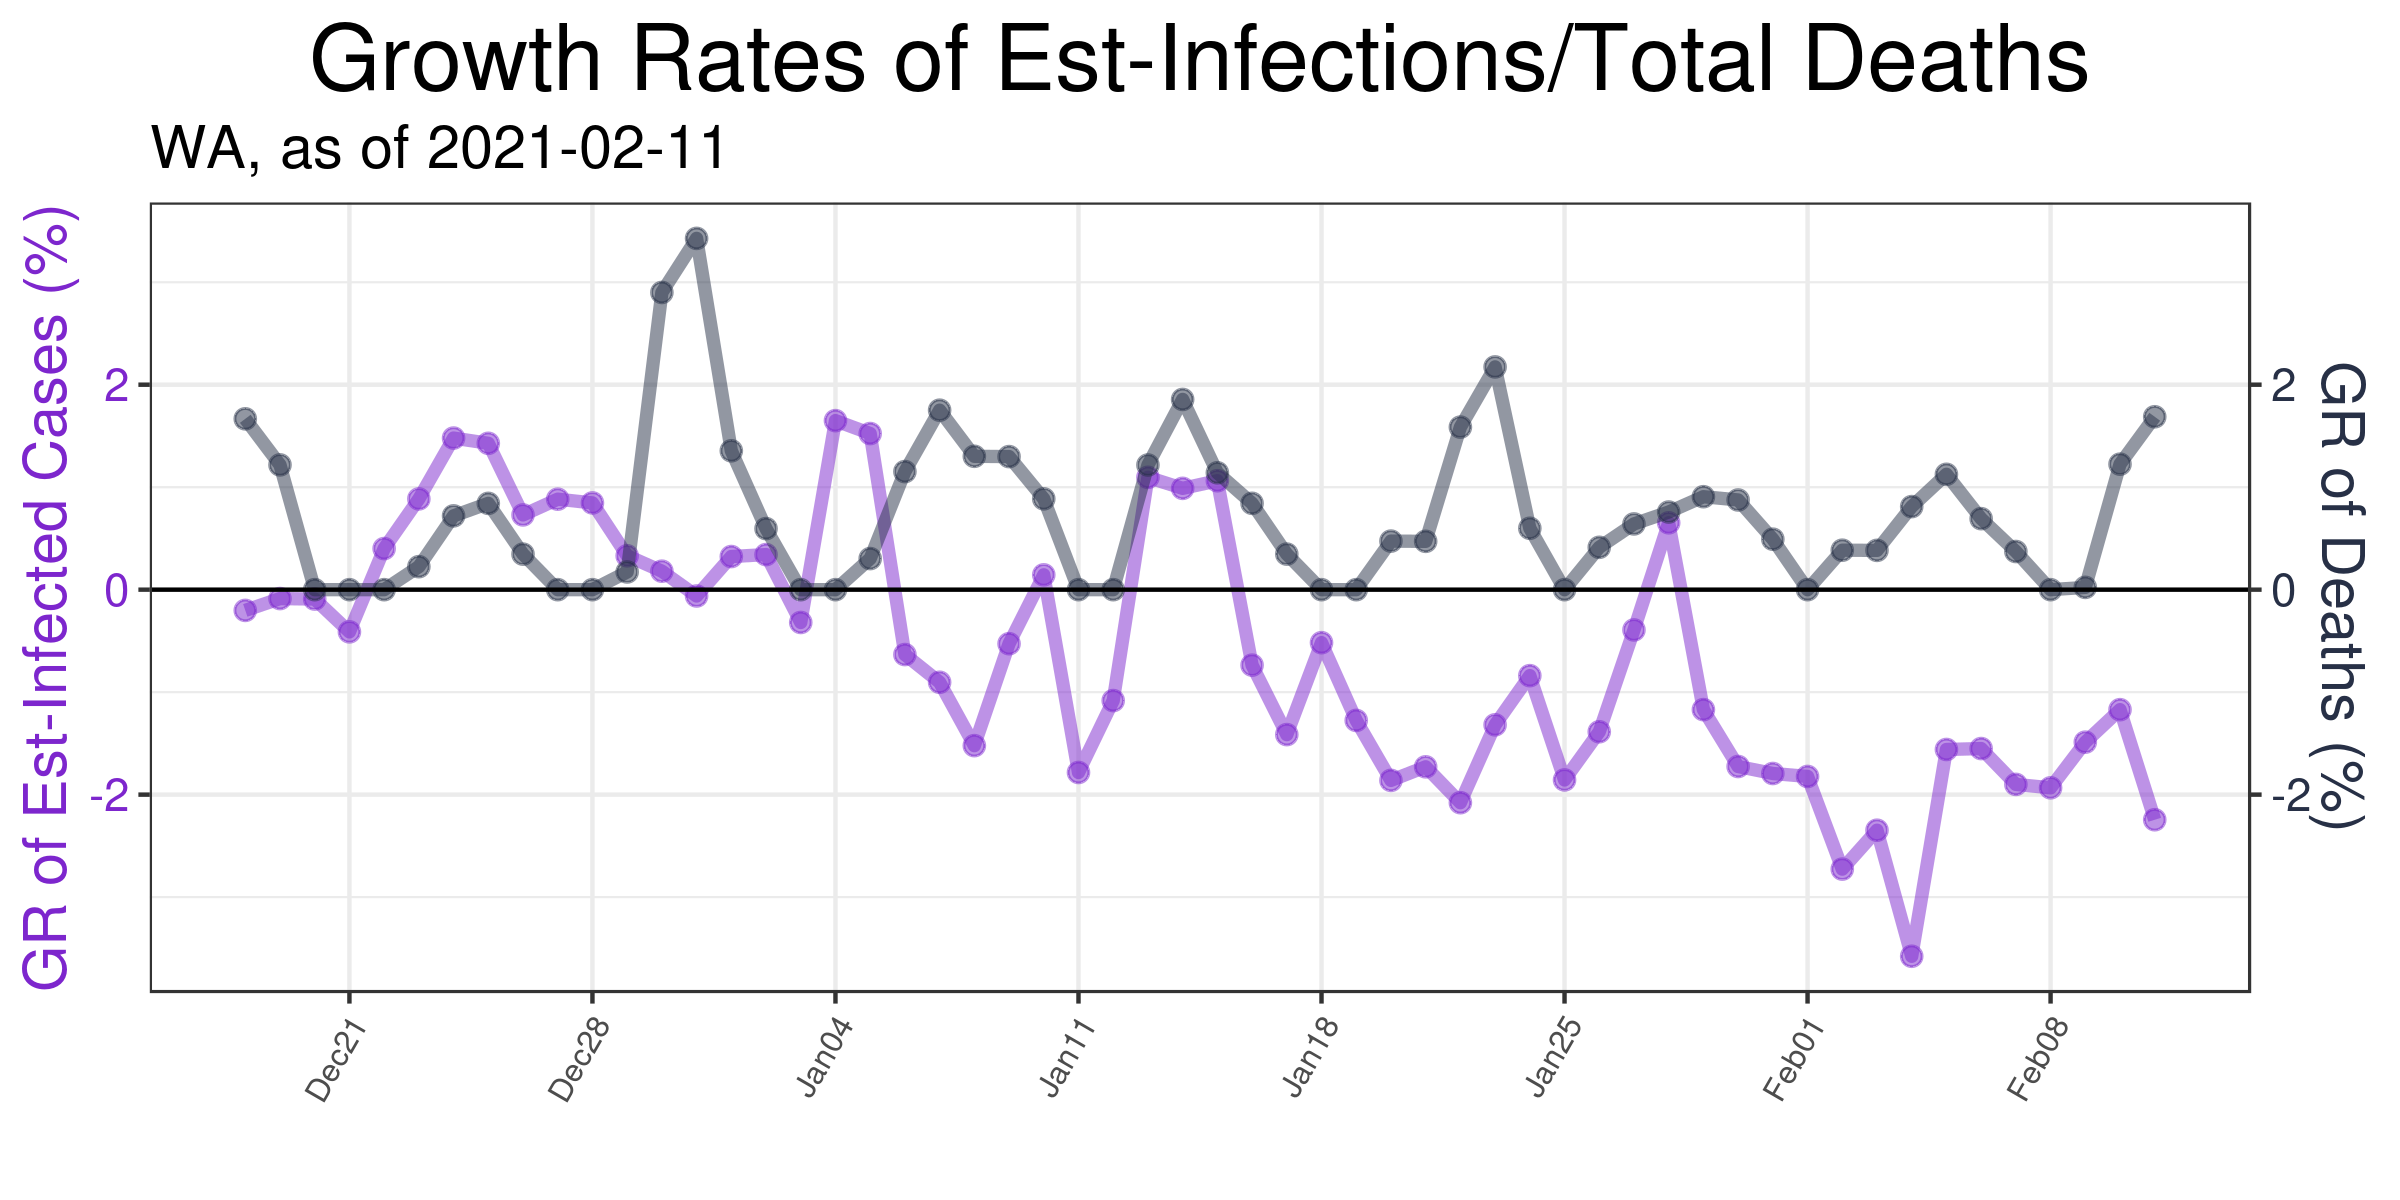 Growth Rates of Est-Infections/Total Deaths
WA, as of 2021-02-11
GR of Est-Infected Cases (%)
2
0
-2
2
0
-2
GR of Deaths (%)
Dec21
Dec28
Jan04
Jan11
Jan18
Jan25
Feb01
Feb08